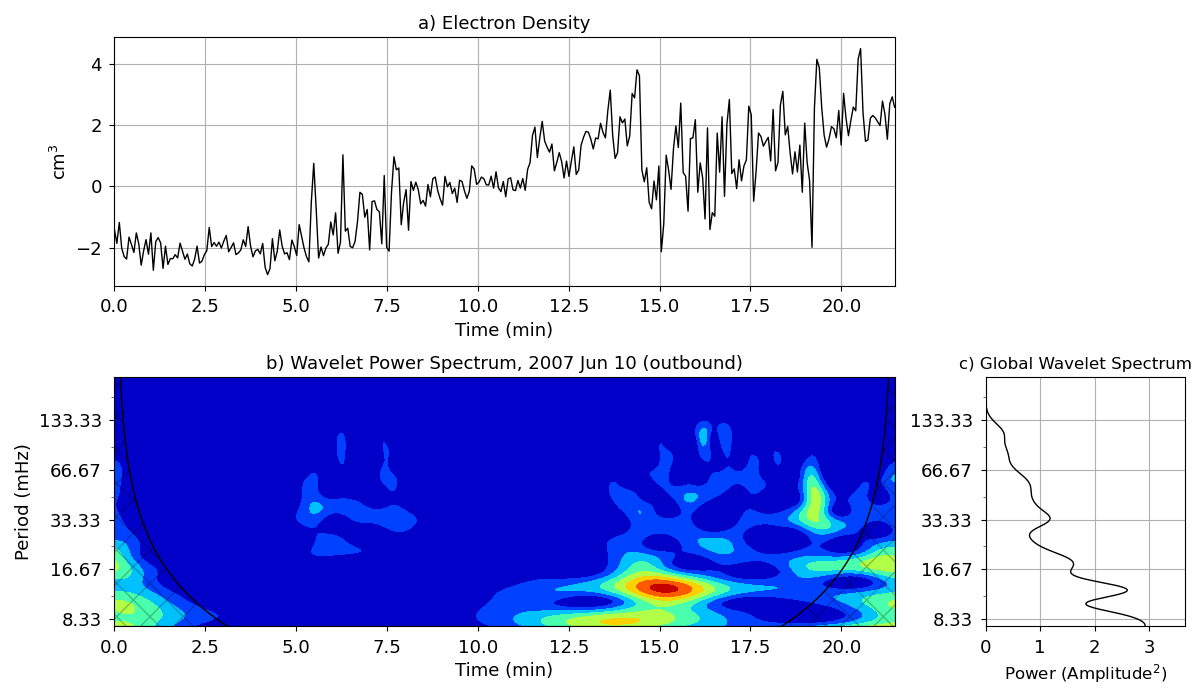 a) Electron Density
4
2
0
−2
cm³
0.0 2.5 5.0 7.5 10.0 12.5 15.0 17.5 20.0
Time (min)
b) Wavelet Power Spectrum, 2007 Jun 10 (outbound)
133.33
66.67
33.33
16.67
8.33
Period (mHz)
0.0 2.5 5.0 7.5 10.0 12.5 15.0 17.5 20.0
Time (min)
c) Global Wavelet Spectrum
133.33
66.67
33.33
16.67
8.33
0 1 2 3
Power (Amplitude²)